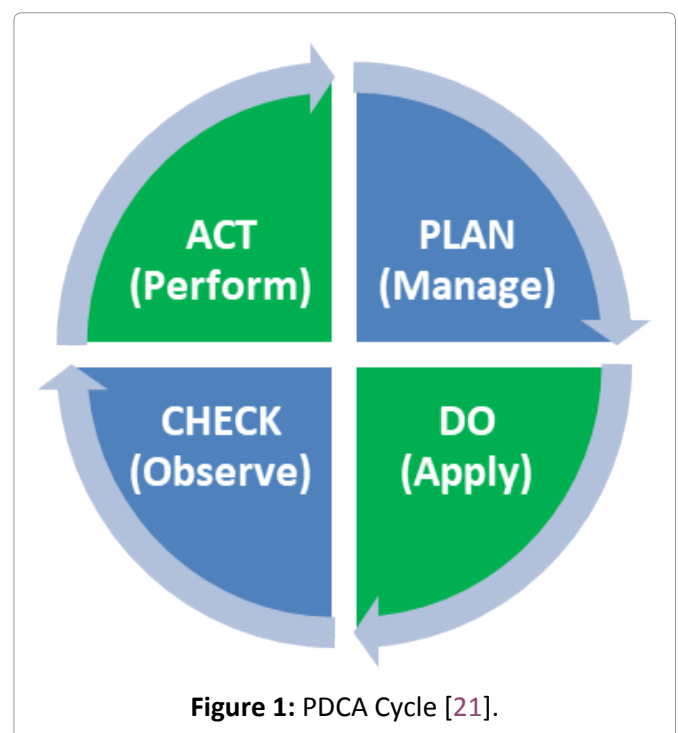 ACT
(Perform)
PLAN
(Manage)
CHECK
(Observe)
DO
(Apply)
Figure 1: PDCA Cycle [21].